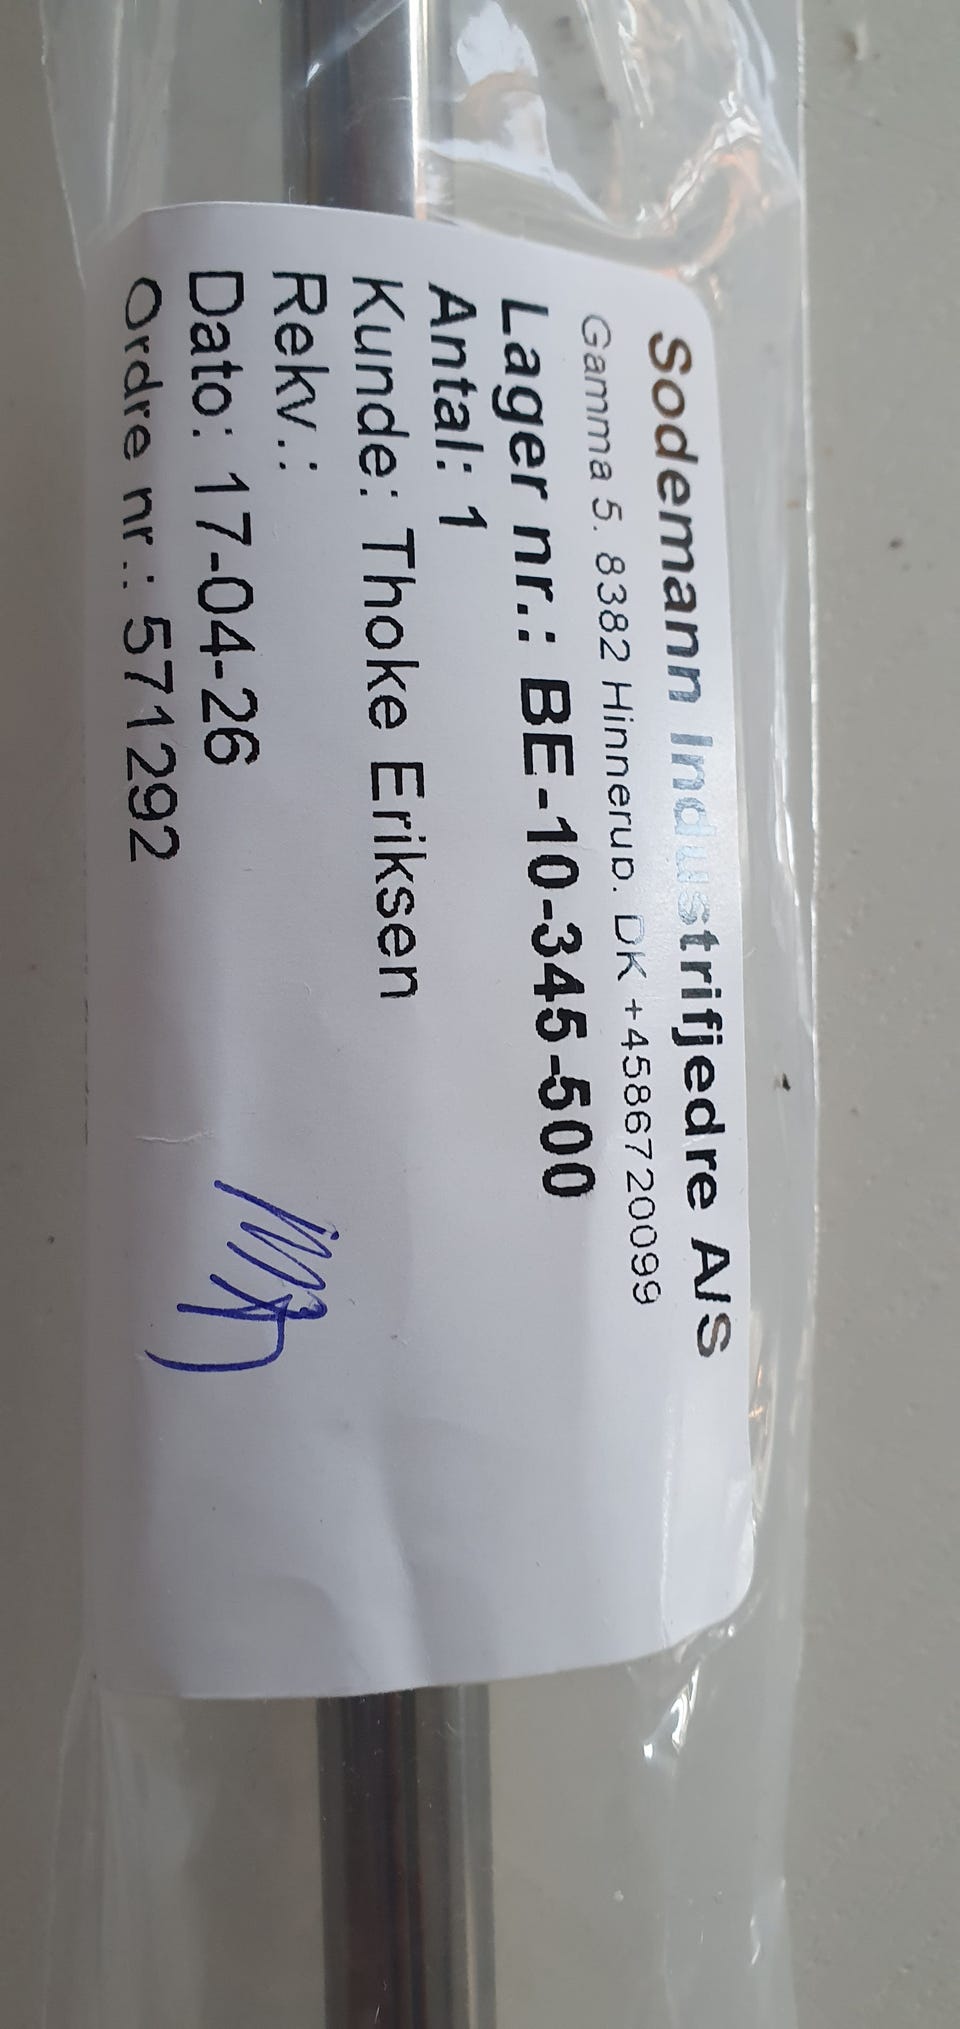 Sodemann Industrifjedre A/S
Gamma 5. 8382 Hinnerup. DK +4586720099
Lager nr.: BE-10-345-500
Antal: 1
Kunde: Thoke Eriksen
Rekv.:
Dato: 17-04-26
Ordre nr.: 571292